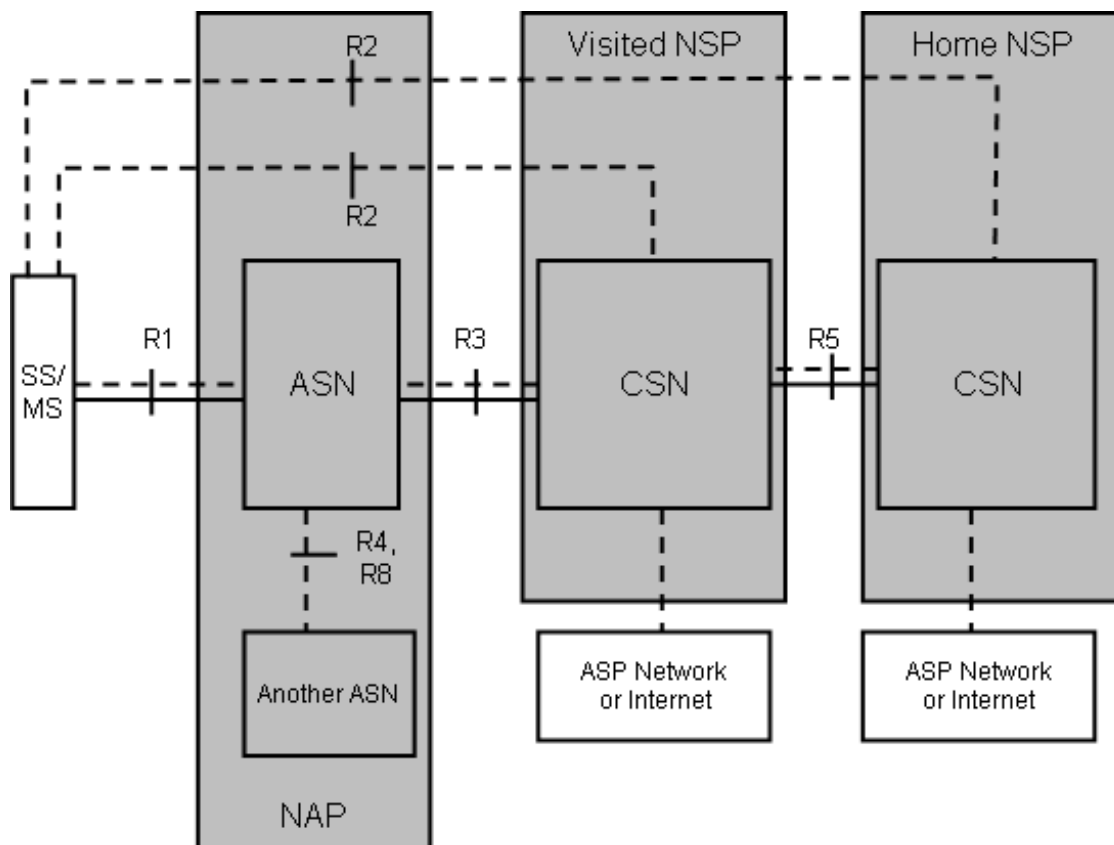 R2
Visited NSP
Home NSP
R2
R1
R3
R5
SS/
MS
ASN
CSN
CSN
R4,
R8
Another ASN
ASP Network
or Internet
ASP Network
or Internet
NAP